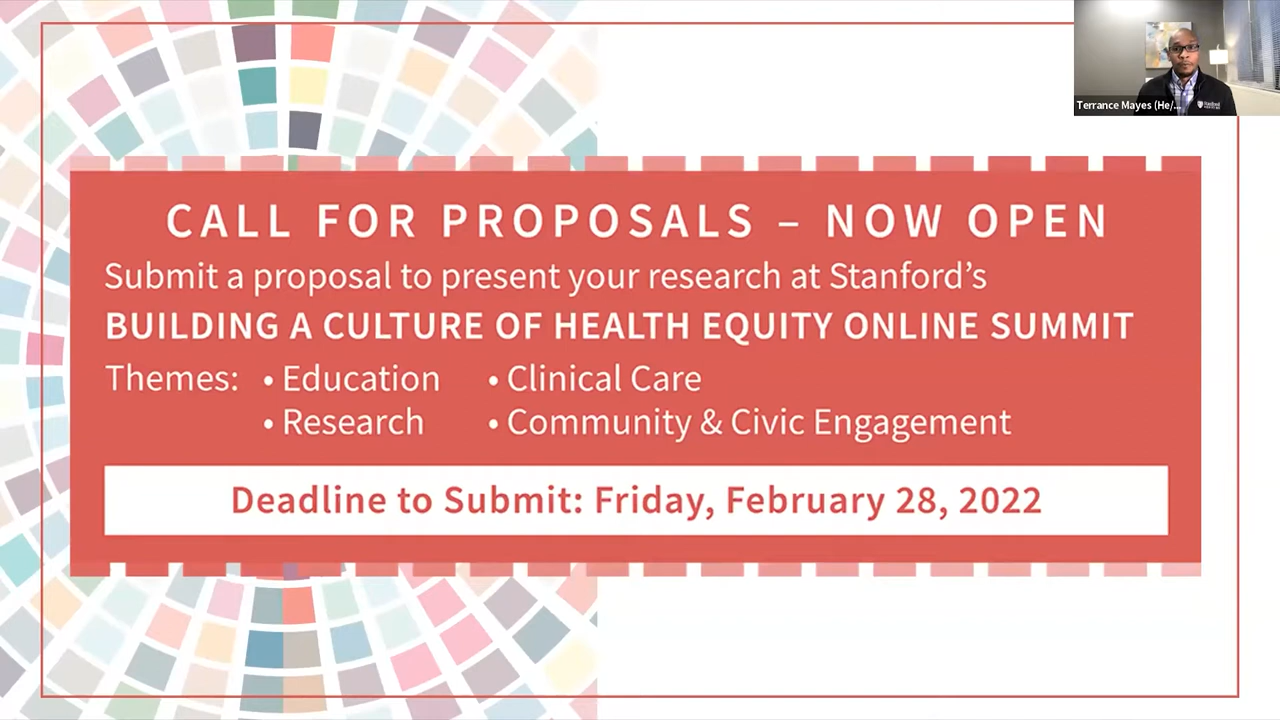 Terrance Mayes (He/...
CALL FOR PROPOSALS – NOW OPEN
Submit a proposal to present your research at Stanford’s
BUILDING A CULTURE OF HEALTH EQUITY ONLINE SUMMIT
Themes: • Education • Clinical Care
• Research • Community & Civic Engagement
Deadline to Submit: Friday, February 28, 2022